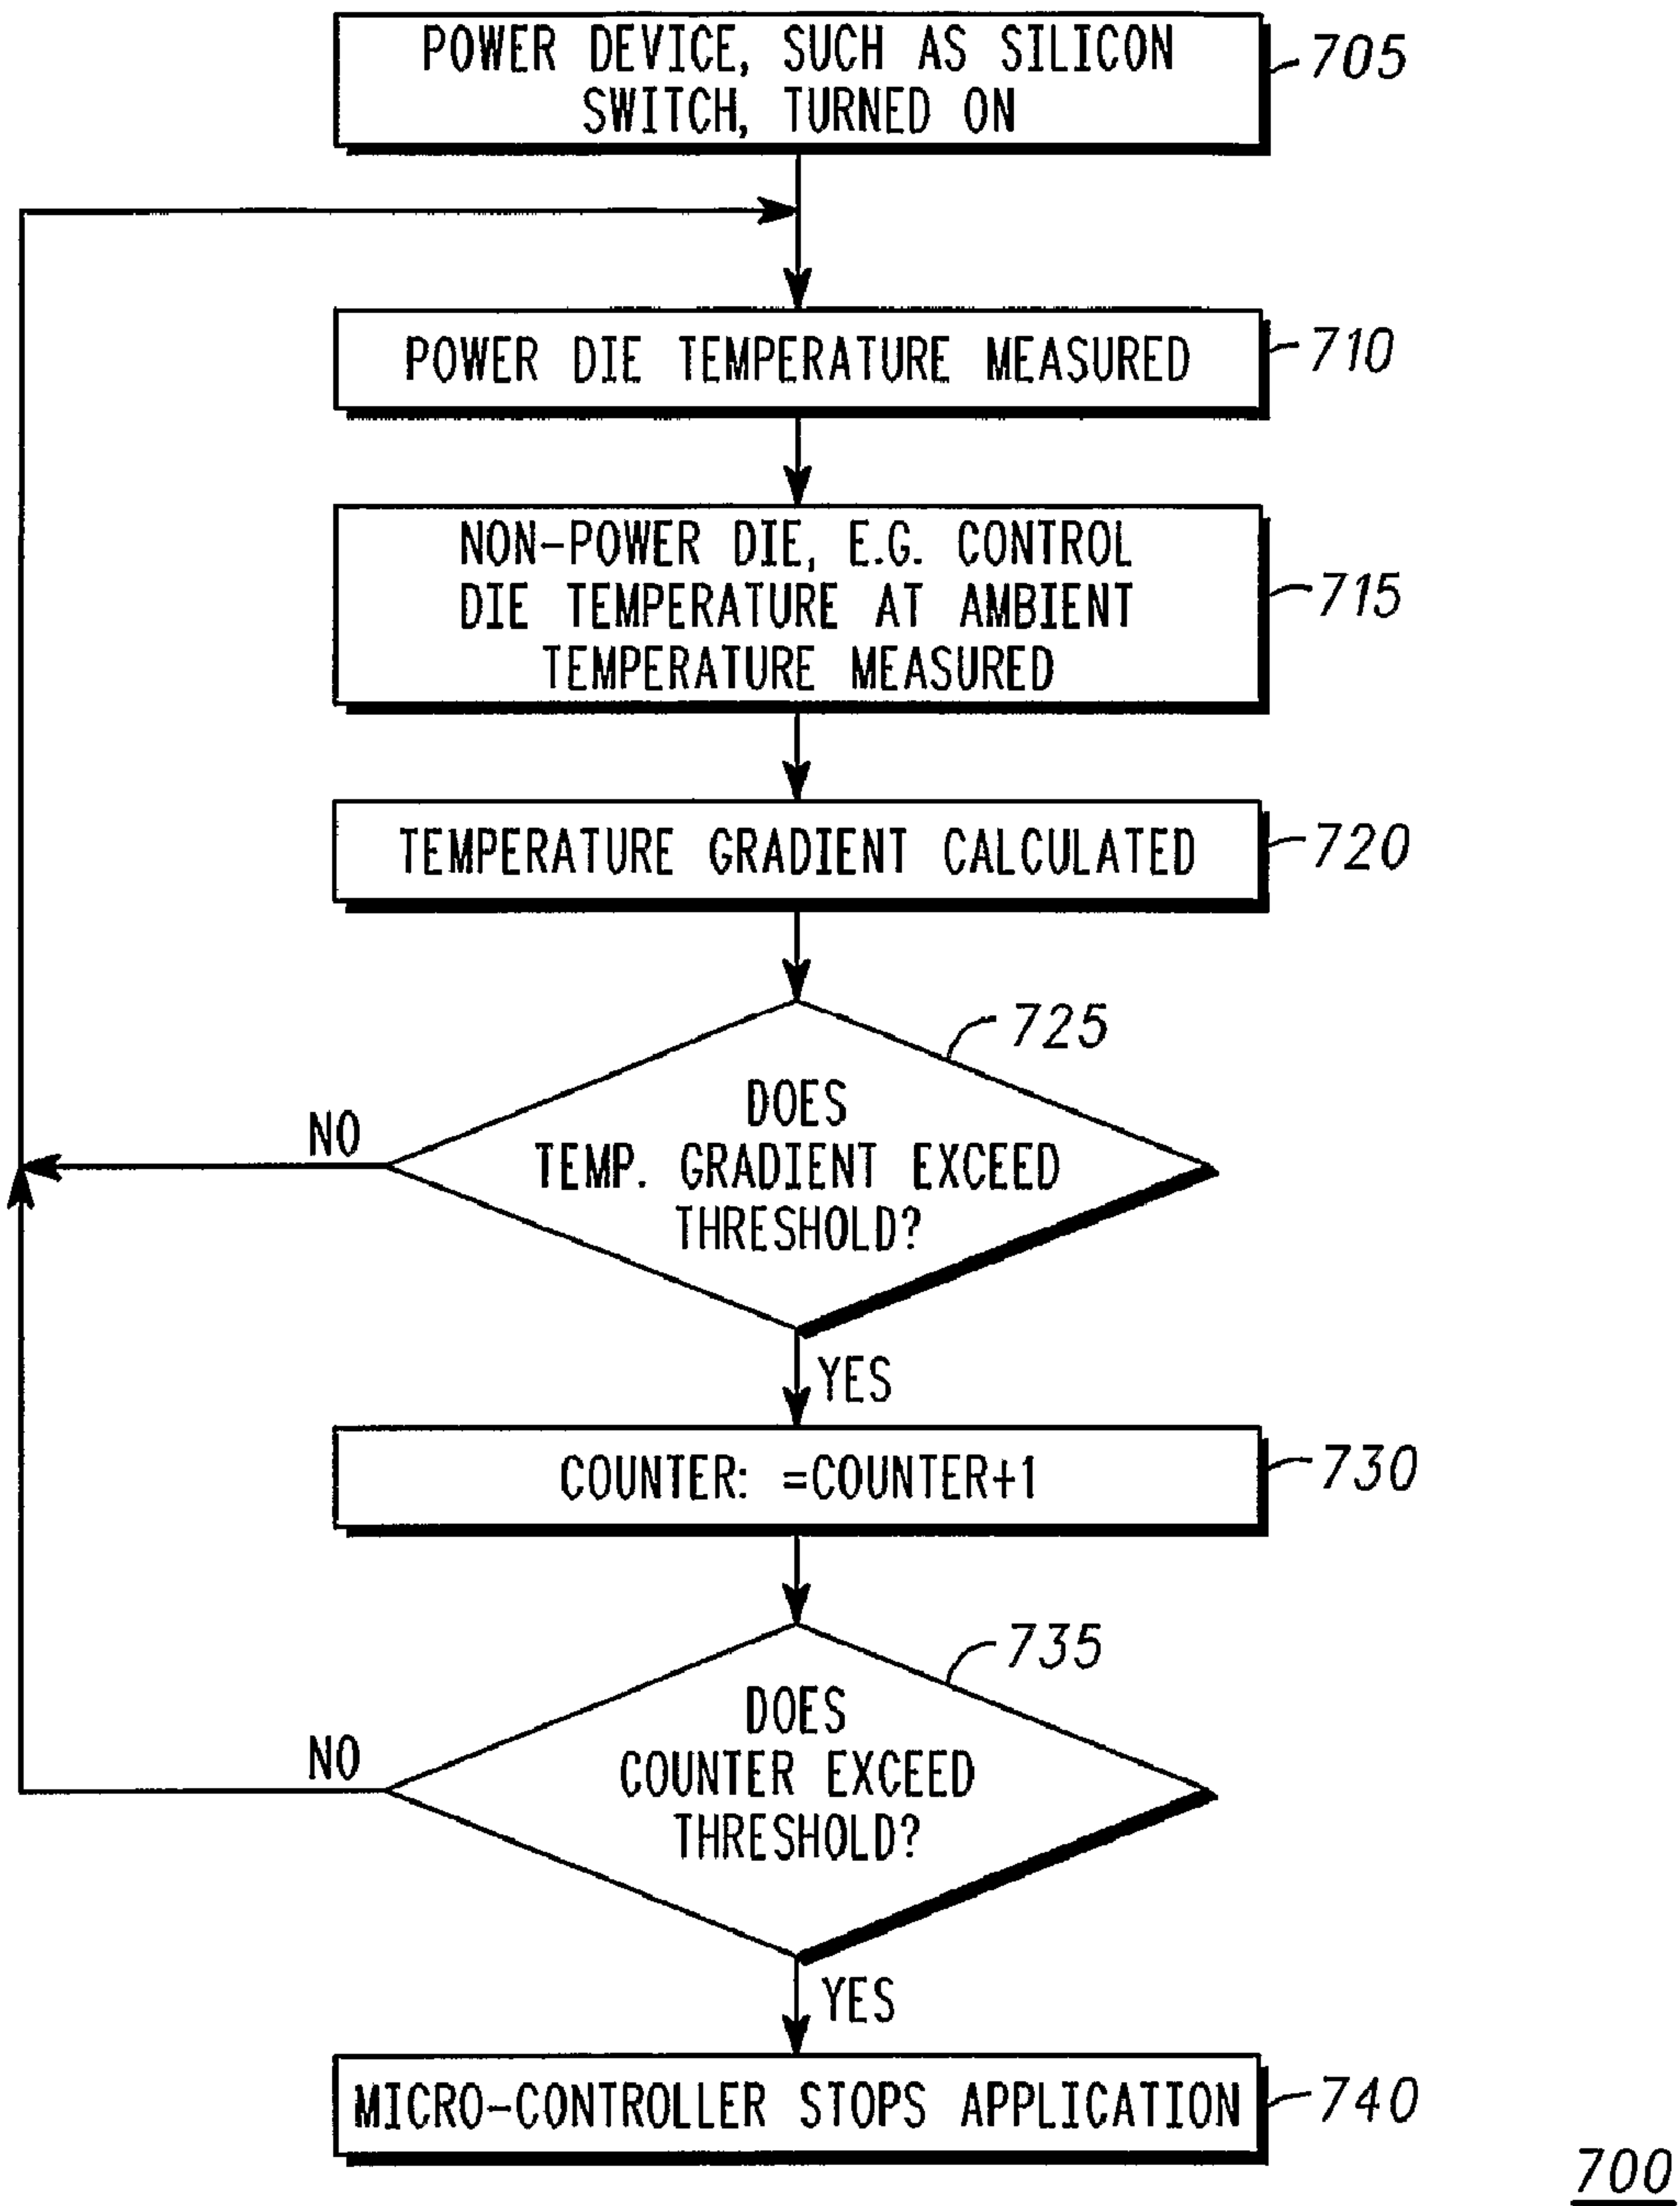 POWER DEVICE, SUCH AS SILICON
SWITCH, TURNED ON
705
POWER DIE TEMPERATURE MEASURED
710
NON-POWER DIE, E.G. CONTROL
DIE TEMPERATURE AT AMBIENT
TEMPERATURE MEASURED
715
TEMPERATURE GRADIENT CALCULATED
720
725
DOES
TEMP. GRADIENT EXCEED
THRESHOLD?
NO
YES
COUNTER: =COUNTER+1
730
735
DOES
COUNTER EXCEED
THRESHOLD?
NO
YES
MICRO-CONTROLLER STOPS APPLICATION
740
700